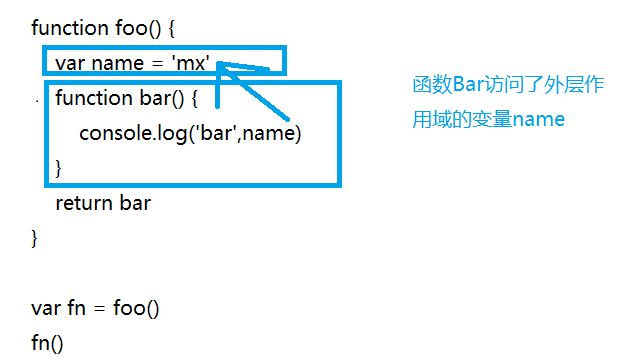 function foo() {
var name = 'mx'
function bar() {
console.log('bar',name)
}
return bar
}
var fn = foo()
fn()
函数Bar访问了外层作
用域的变量name